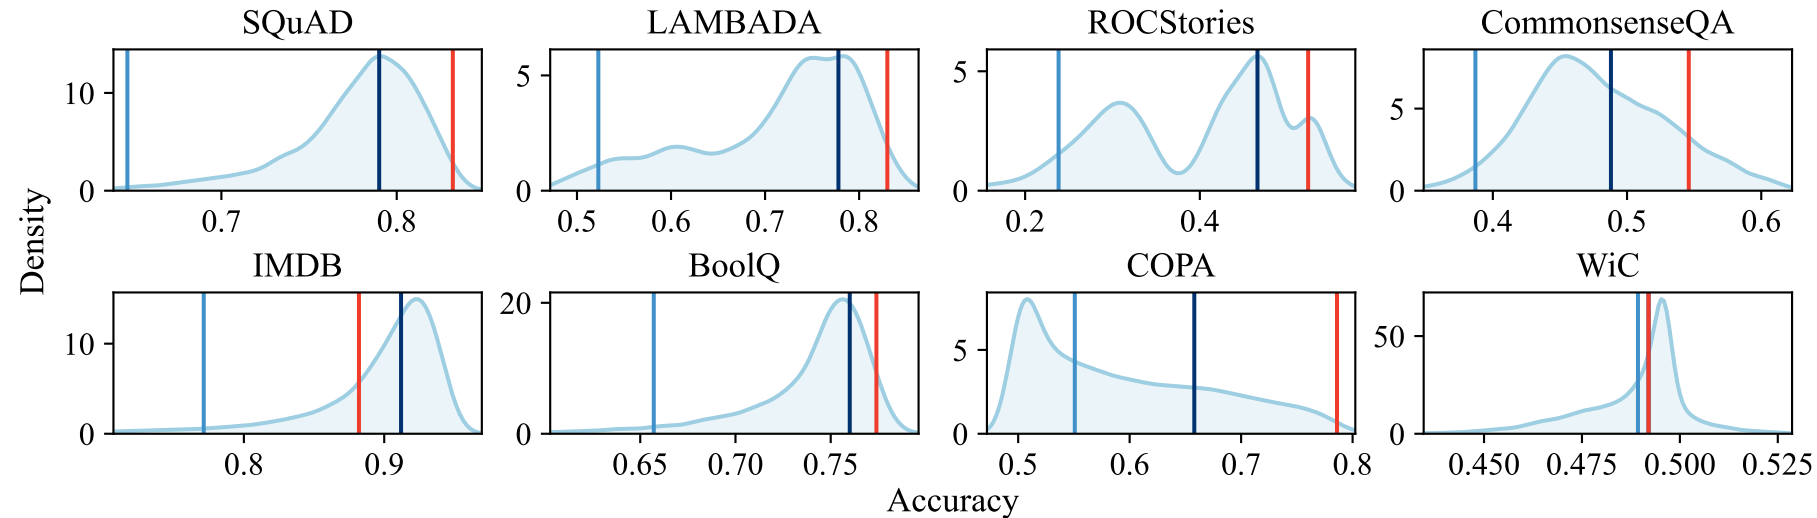 SQuAD LAMBADA ROCStories CommonsenseQA
10 5 5 5
0 0 0 0
0.7 0.8 0.5 0.6 0.7 0.8 0.2 0.4 0.4 0.5 0.6
Density
IMDB BoolQ COPA WiC
20
10 5 50
0 0 0 0
0.8 0.9 0.65 0.70 0.75 0.5 0.6 0.7 0.8 0.450 0.475 0.500 0.525
Accuracy